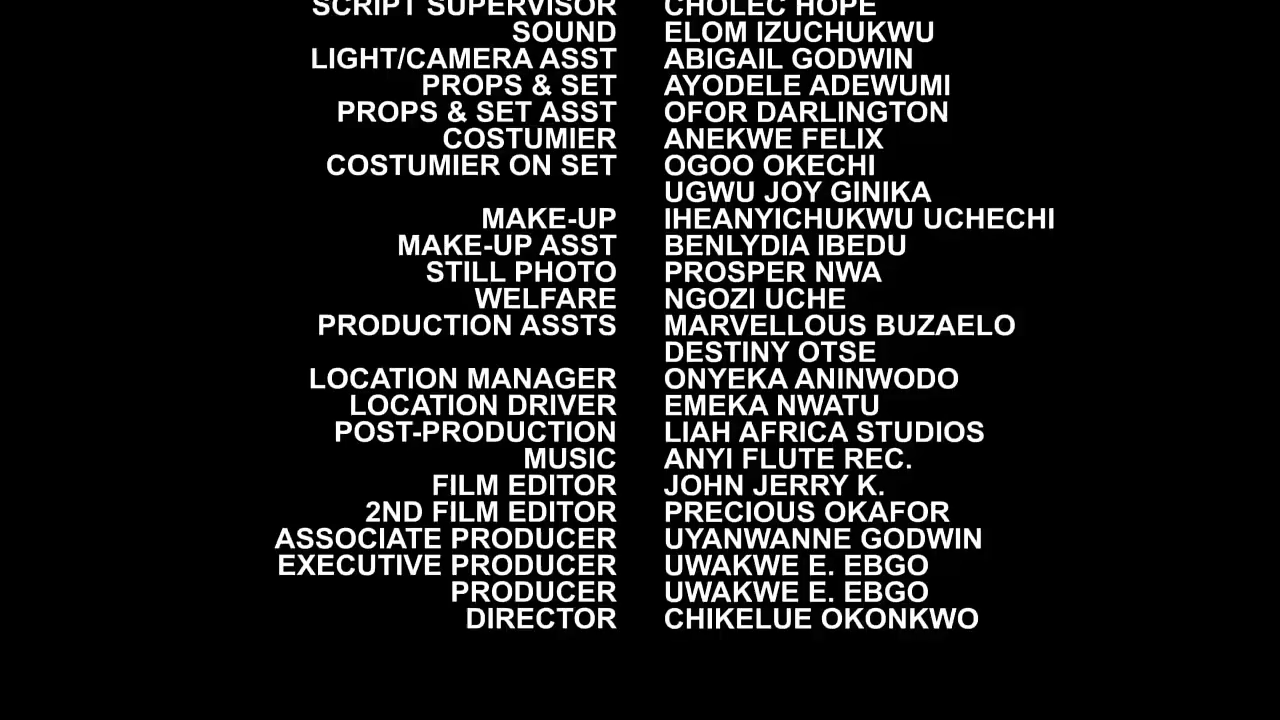 SCRIPT SUPERVISOR CHOLEC HOPE
SOUND ELOM IZUCHUKWU
LIGHT/CAMERA ASST ABIGAIL GODWIN
PROPS & SET AYODELE ADEWUMI
PROPS & SET ASST OFOR DARLINGTON
COSTUMIER ANEKWE FELIX
COSTUMIER ON SET OGOO OKECHI
UGWU JOY GINIKA
MAKE-UP IHEANYICHUKWU UCHECHI
MAKE-UP ASST BENLYDIA IBEDU
STILL PHOTO PROSPER NWA
WELFARE NGOZI UCHE
PRODUCTION ASSTS MARVELLOUS BUZAELO
DESTINY OTSE
LOCATION MANAGER ONYEKA ANINWODO
LOCATION DRIVER EMEKA NWATU
POST-PRODUCTION LIAH AFRICA STUDIOS
MUSIC ANYI FLUTE REC.
FILM EDITOR JOHN JERRY K.
2ND FILM EDITOR PRECIOUS OKAFOR
ASSOCIATE PRODUCER UYANWANNE GODWIN
EXECUTIVE PRODUCER UWAKWE E. EBGO
PRODUCER UWAKWE E. EBGO
DIRECTOR CHIKELUE OKONKWO